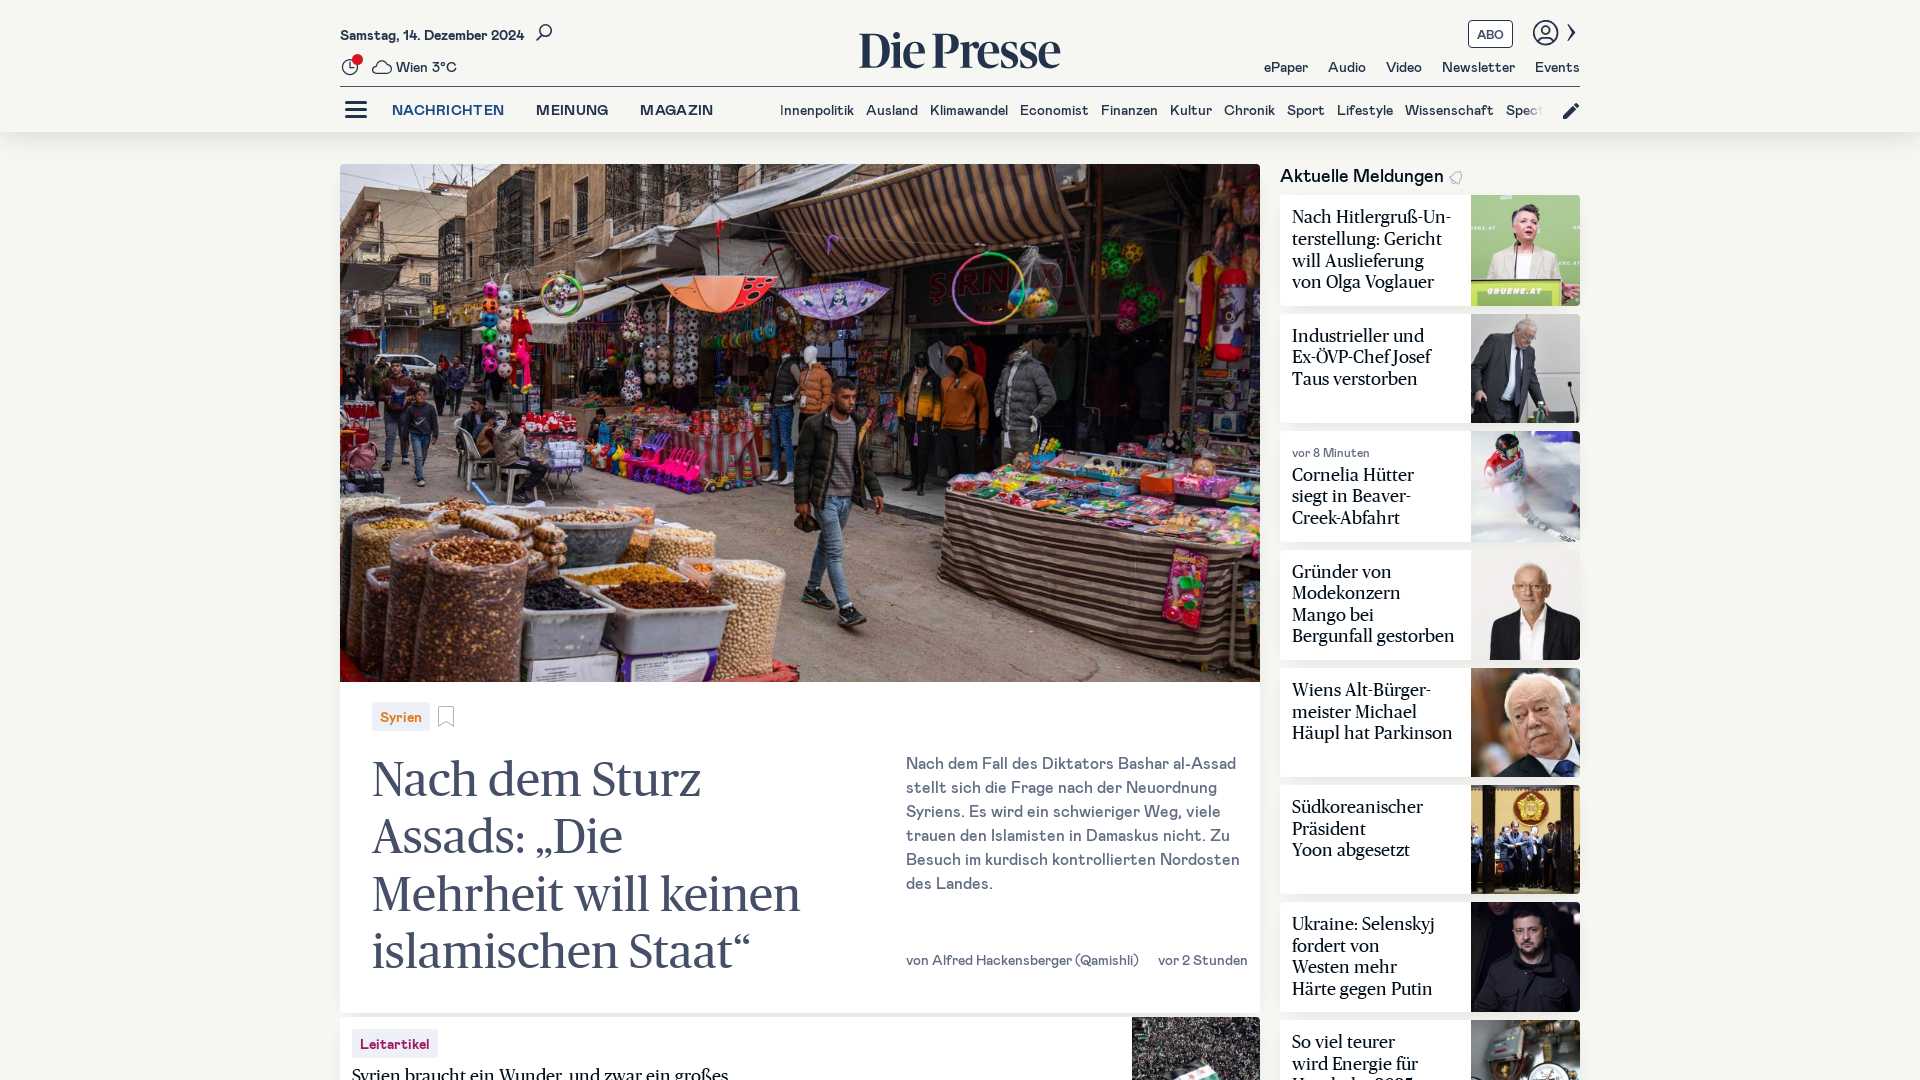 Samstag, 14. Dezember 2024
Die Presse
ABO
Wien 3°C
ePaper Audio Video Newsletter Events
NACHRICHTEN MEINUNG MAGAZIN
Innenpolitik Ausland Klimawandel Economist Finanzen Kultur Chronik Sport Lifestyle Wissenschaft Spect
Syrien
Nach dem Sturz
Assads: „Die
Mehrheit will keinen
islamischen Staat“
Nach dem Fall des Diktators Bashar al-Assad
stellt sich die Frage nach der Neuordnung
Syriens. Es wird ein schwieriger Weg, viele
trauen den Islamisten in Damaskus nicht. Zu
Besuch im kurdisch kontrollierten Nordosten
des Landes.
von Alfred Hackensberger (Qamishli) vor 2 Stunden
Leitartikel
Syrien braucht ein Wunder, und zwar ein großes
Aktuelle Meldungen
Nach Hitlergruß-Un-
terstellung: Gericht
will Auslieferung
von Olga Voglauer
GRUENE.AT
Industrieller und
Ex-ÖVP-Chef Josef
Taus verstorben
vor 8 Minuten
Cornelia Hütter
siegt in Beaver-
Creek-Abfahrt
Gründer von
Modekonzern
Mango bei
Bergunfall gestorben
Wiens Alt-Bürger-
meister Michael
Häupl hat Parkinson
Südkoreanischer
Präsident
Yoon abgesetzt
Ukraine: Selenskyj
fordert von
Westen mehr
Härte gegen Putin
So viel teurer
wird Energie für